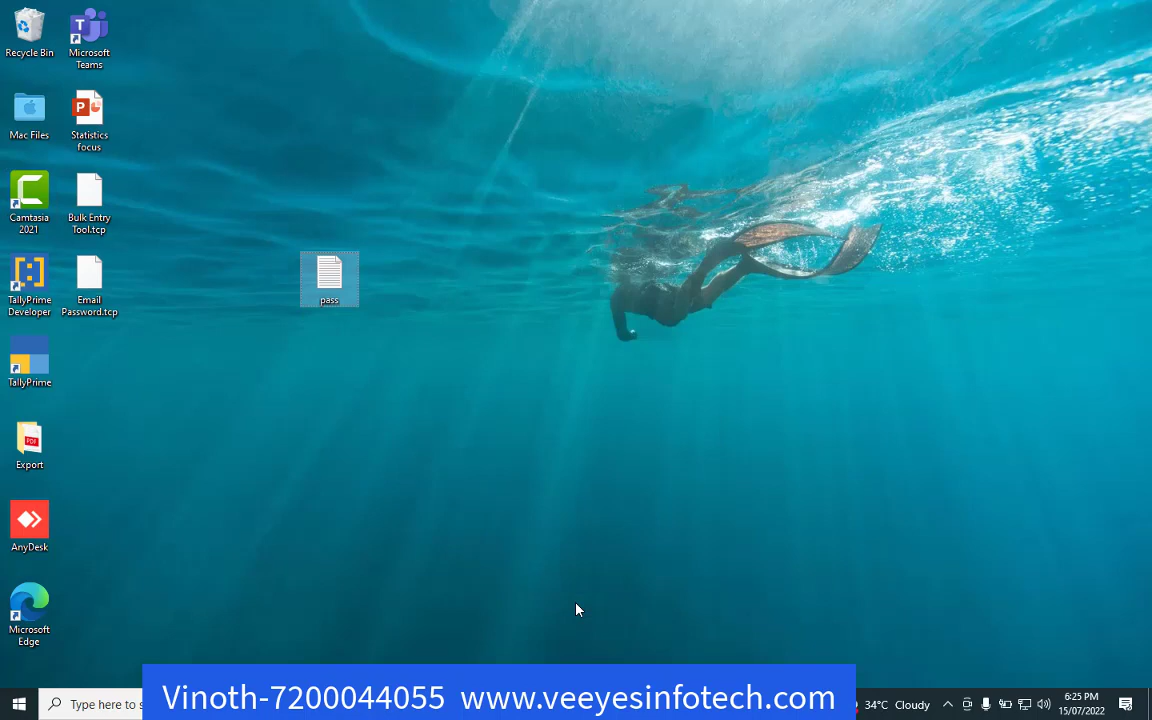 Recycle Bin
Microsoft
Teams
Mac Files
Statistics
focus
Camtasia
2021
Bulk Entry
Tool.tcp
TallyPrime
Developer
Email
Password.tcp
pass
TallyPrime
Export
AnyDesk
Microsoft
Edge
Type here to s
Vinoth-7200044055 www.veeyesinfotech.com
34°C Cloudy
6:25 PM
15/07/2022